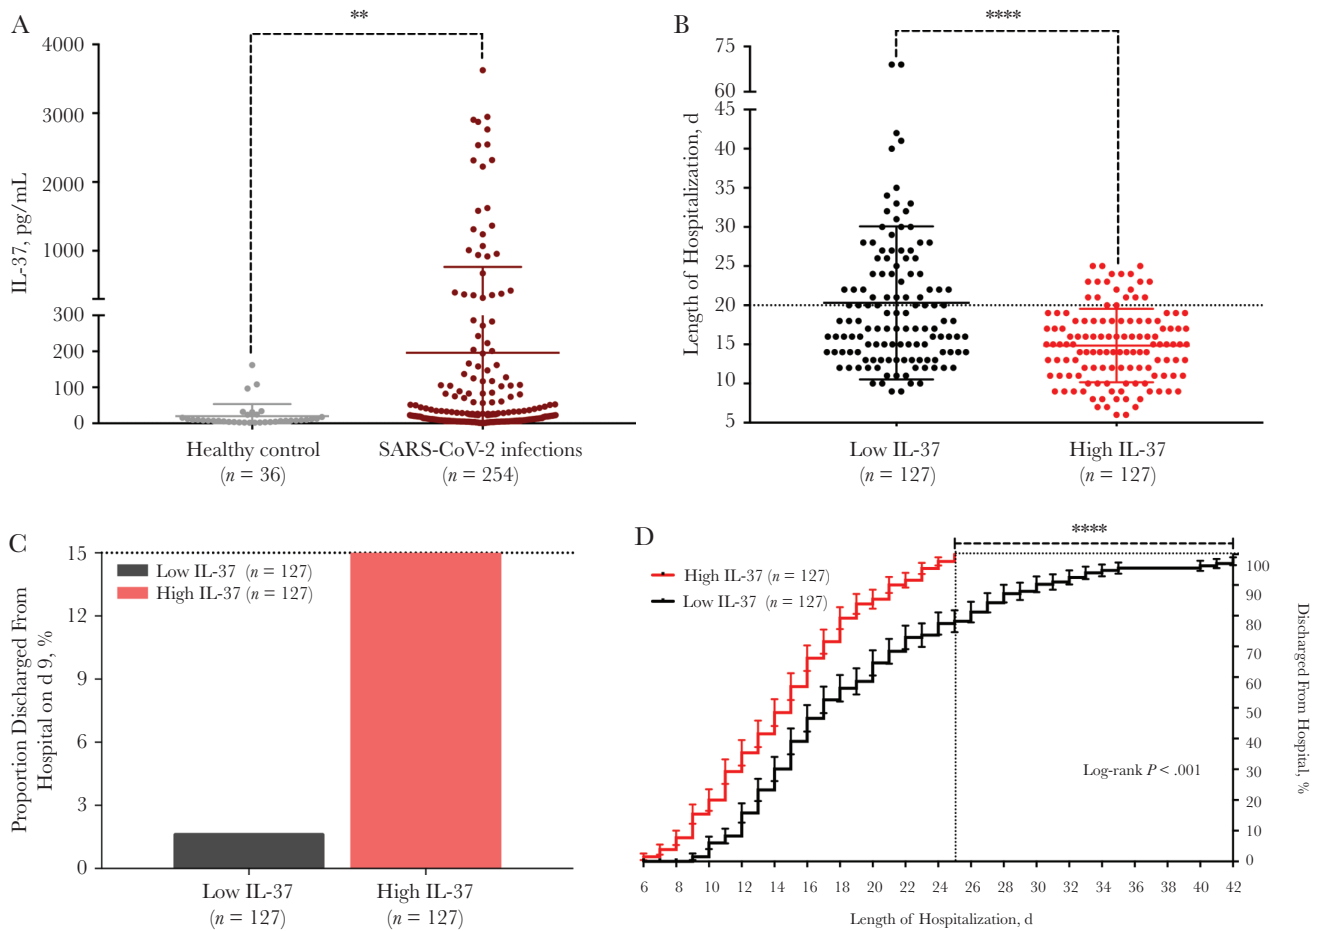 A
**
4000
3000
2000
1000
300
200
100
0
IL-37, pg/mL
Healthy control
(n = 36)
SARS-CoV-2 infections
(n = 254)
B
****
75
60
45
40
35
30
25
20
15
10
5
Length of Hospitalization, d
Low IL-37
(n = 127)
High IL-37
(n = 127)
C
15
12
9
6
3
0
Proportion Discharged From
Hospital on d 9, %
Low IL-37 (n = 127)
High IL-37 (n = 127)
Low IL-37
(n = 127)
High IL-37
(n = 127)
D
****
High IL-37 (n = 127)
Low IL-37 (n = 127)
100
90
80
70
60
50
40
30
20
10
0
Discharged From Hospital, %
Log-rank P < .001
6 8 10 12 14 16 18 20 22 24 26 28 30 32 34 36 38 40 42
Length of Hospitalization, d